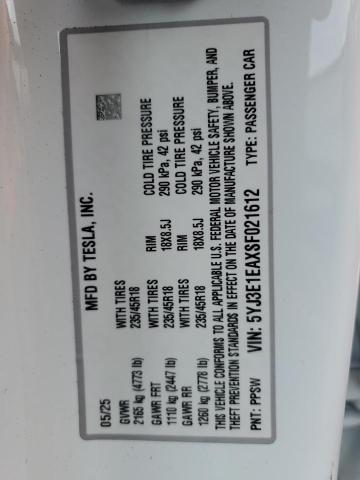 MFD BY TESLA, INC.
05/25
GVWR WITH TIRES RIM COLD TIRE PRESSURE
2165 kg (4773 lb) 235/45R18 18X8.5J 290 kPa, 42 psi
GAWR FRT WITH TIRES RIM COLD TIRE PRESSURE
1110 kg (2447 lb) 235/45R18 18X8.5J 290 kPa, 42 psi
GAWR RR WITH TIRES
1260 kg (2778 lb) 235/45R18
THIS VEHICLE CONFORMS TO ALL APPLICABLE U.S. FEDERAL MOTOR VEHICLE SAFETY, BUMPER, AND
THEFT PREVENTION STANDARDS IN EFFECT ON THE DATE OF MANUFACTURE SHOWN ABOVE.
VIN: 5YJ3E1EAXSF021612
PNT: PPSW TYPE: PASSENGER CAR